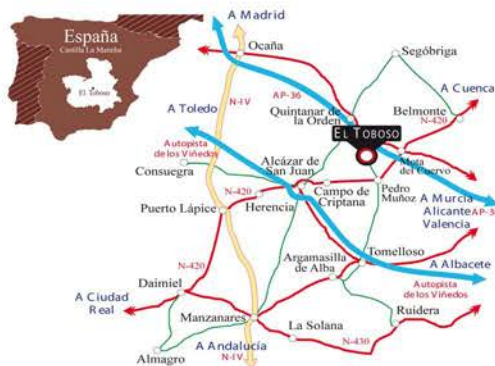 España
Castilla La Mancha
El Toboso
A Madrid
Ocaña
Segóbriga
A Cuenca
AP-36
N-IV
A Toledo
Quintanar de
la Orden
Belmonte
N-420
EL TOBOSO
Autopista
de los Viñedos
Consuegra
Alcázar de
San Juan
Mota
del Cuervo
N-420
Campo de
Criptana
Pedro
Muñoz
A Murcia
Alicante
Valencia
AP-3
Herencia
Puerto Lápice
N-420
Argamasilla
de Alba
Tomelloso
A Albacete
Autopista
de los Viñedos
Daimiel
A Ciudad
Real
Manzanares
La Solana
Ruidera
N-430
Almagro
A Andalucía
N-IV